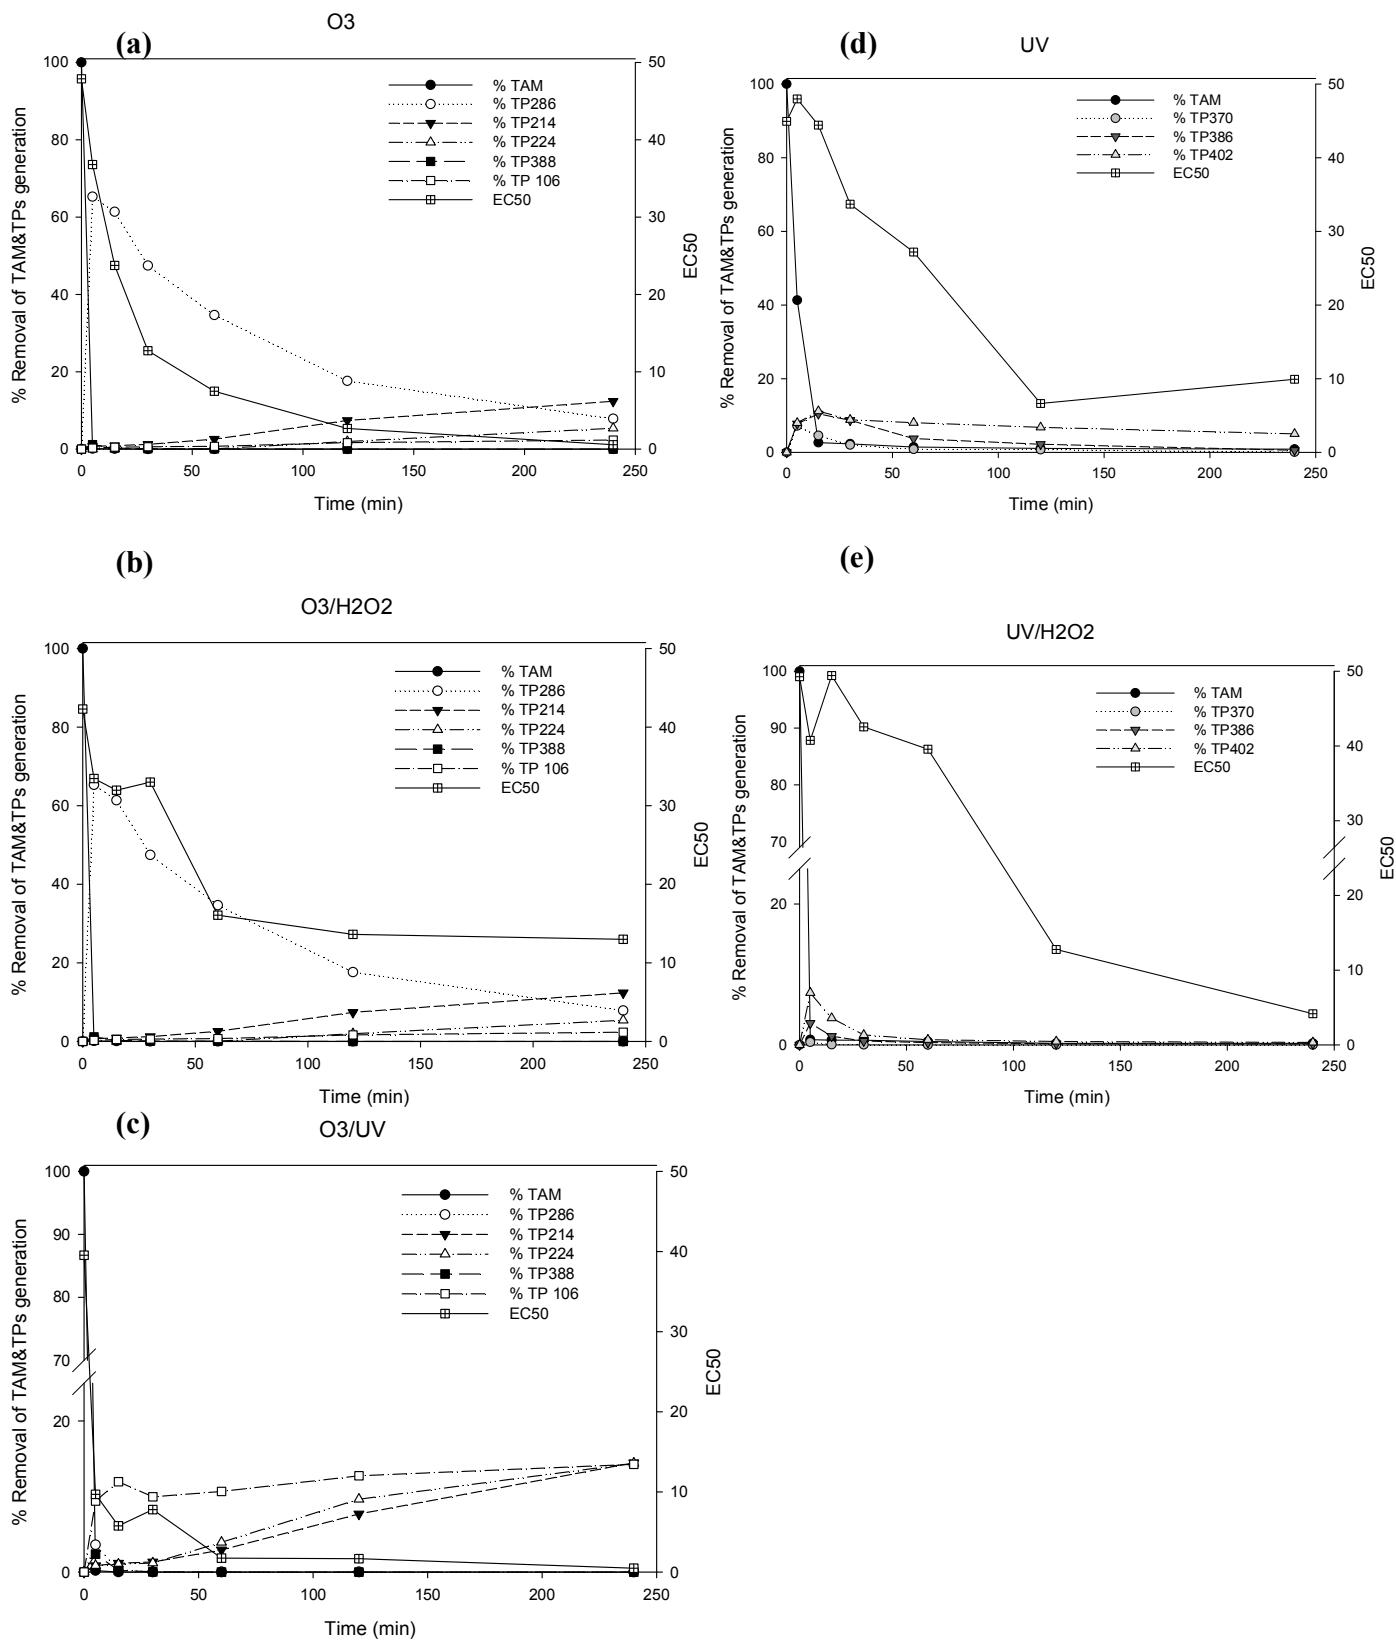 (a)
O3
% Removal of TAM&TPs generation
100
80
60
40
20
0
50
40
30
20
10
0
EC50
% TAM
% TP286
% TP214
% TP224
% TP388
% TP 106
EC50
0 50 100 150 200 250
Time (min)
(b)
O3/H2O2
% Removal of TAM&TPs generation
100
80
60
40
20
0
50
40
30
20
10
0
EC50
% TAM
% TP286
% TP214
% TP224
% TP388
% TP 106
EC50
0 50 100 150 200 250
Time (min)
(c)
O3/UV
% Removal of TAM&TPs generation
100
90
80
70
20
0
50
40
30
20
10
0
EC50
% TAM
% TP286
% TP214
% TP224
% TP388
% TP 106
EC50
0 50 100 150 200 250
Time (min)
(d)
UV
% Removal of TAM&TPs generation
100
80
60
40
20
0
50
40
30
20
10
0
EC50
% TAM
% TP370
% TP386
% TP402
EC50
0 50 100 150 200 250
Time (min)
(e)
UV/H2O2
% Removal of TAM&TPs generation
100
90
80
70
20
0
50
40
30
20
10
0
EC50
% TAM
% TP370
% TP386
% TP402
EC50
0 50 100 150 200 250
Time (min)